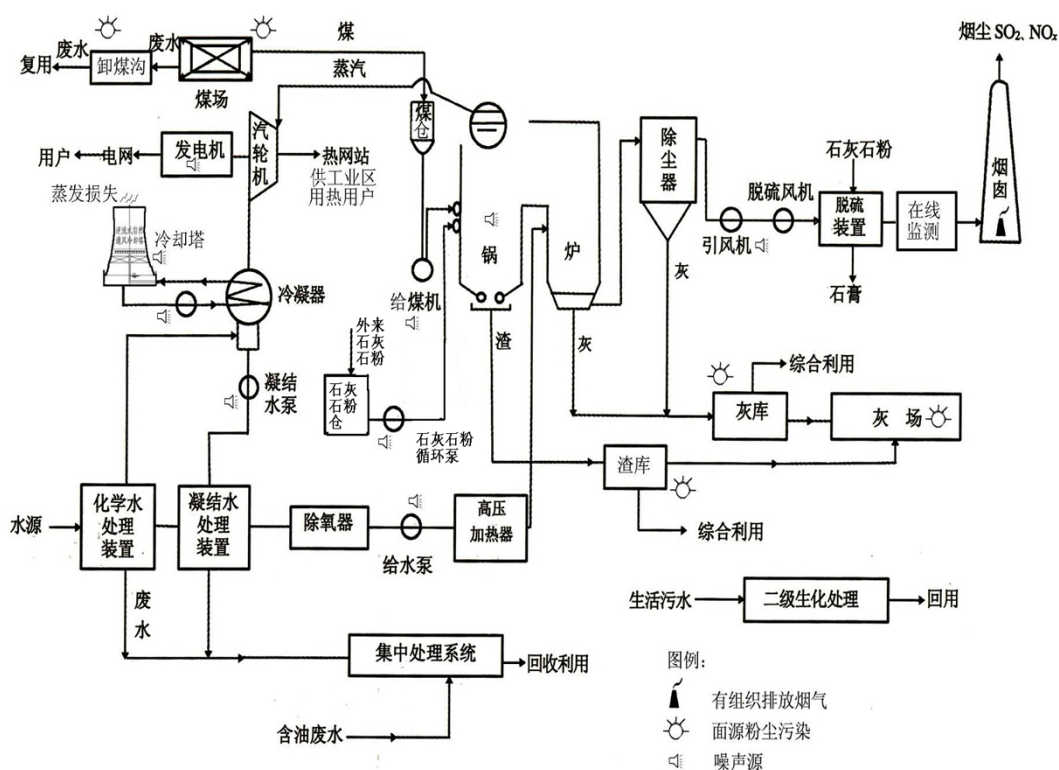 烟尘 SO₂、NOₓ
废水
废水
煤
复用
卸煤沟
蒸汽
煤场
煤仓
汽轮机
除尘器
用户
电网
发电机
热网站
供工业区
用热用户
石灰石粉
烟囱
脱硫风机
脱硫
装置
在线
监测
引风机
蒸发损失
冷却塔
锅
炉
灰
石膏
冷凝器
给煤机
渣
灰
外来
石灰
石粉
综合利用
凝结
水泵
石灰
石粉
仓
灰库
灰 场
石灰石粉
循环泵
渣库
水源
化学水
处理
装置
凝结水
处理
装置
除氧器
高压
加热器
综合利用
给水泵
废水
生活污水
二级生化处理
回用
集中处理系统
回收利用
图例:
有组织排放烟气
含油废水
面源粉尘污染
噪声源